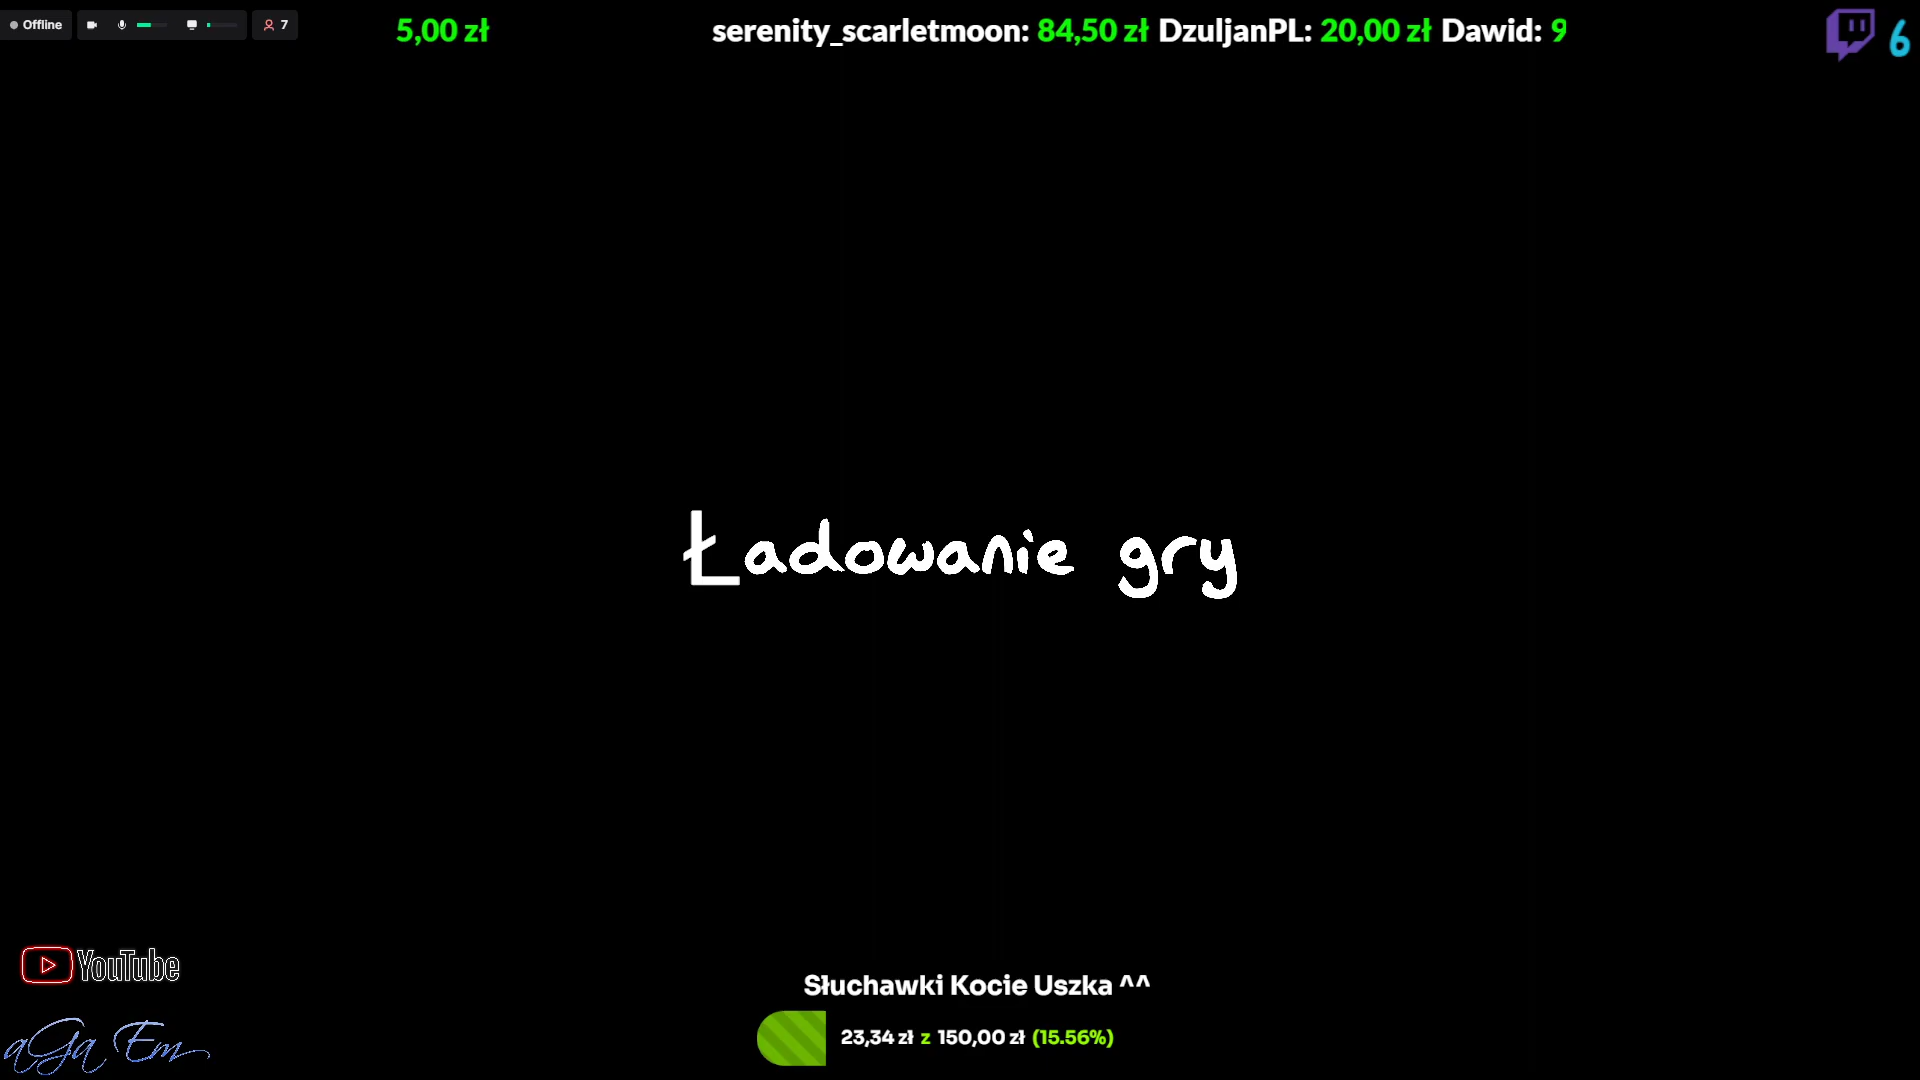 Offline
7
5,00 zł
serenity_scarletmoon: 84,50 zł DzuljanPL: 20,00 zł Dawid: 9
6
Ładowanie gry
YouTube
aGa Em
Słuchawki Kocie Uszka ^^
23,34 zł z 150,00 zł (15.56%)